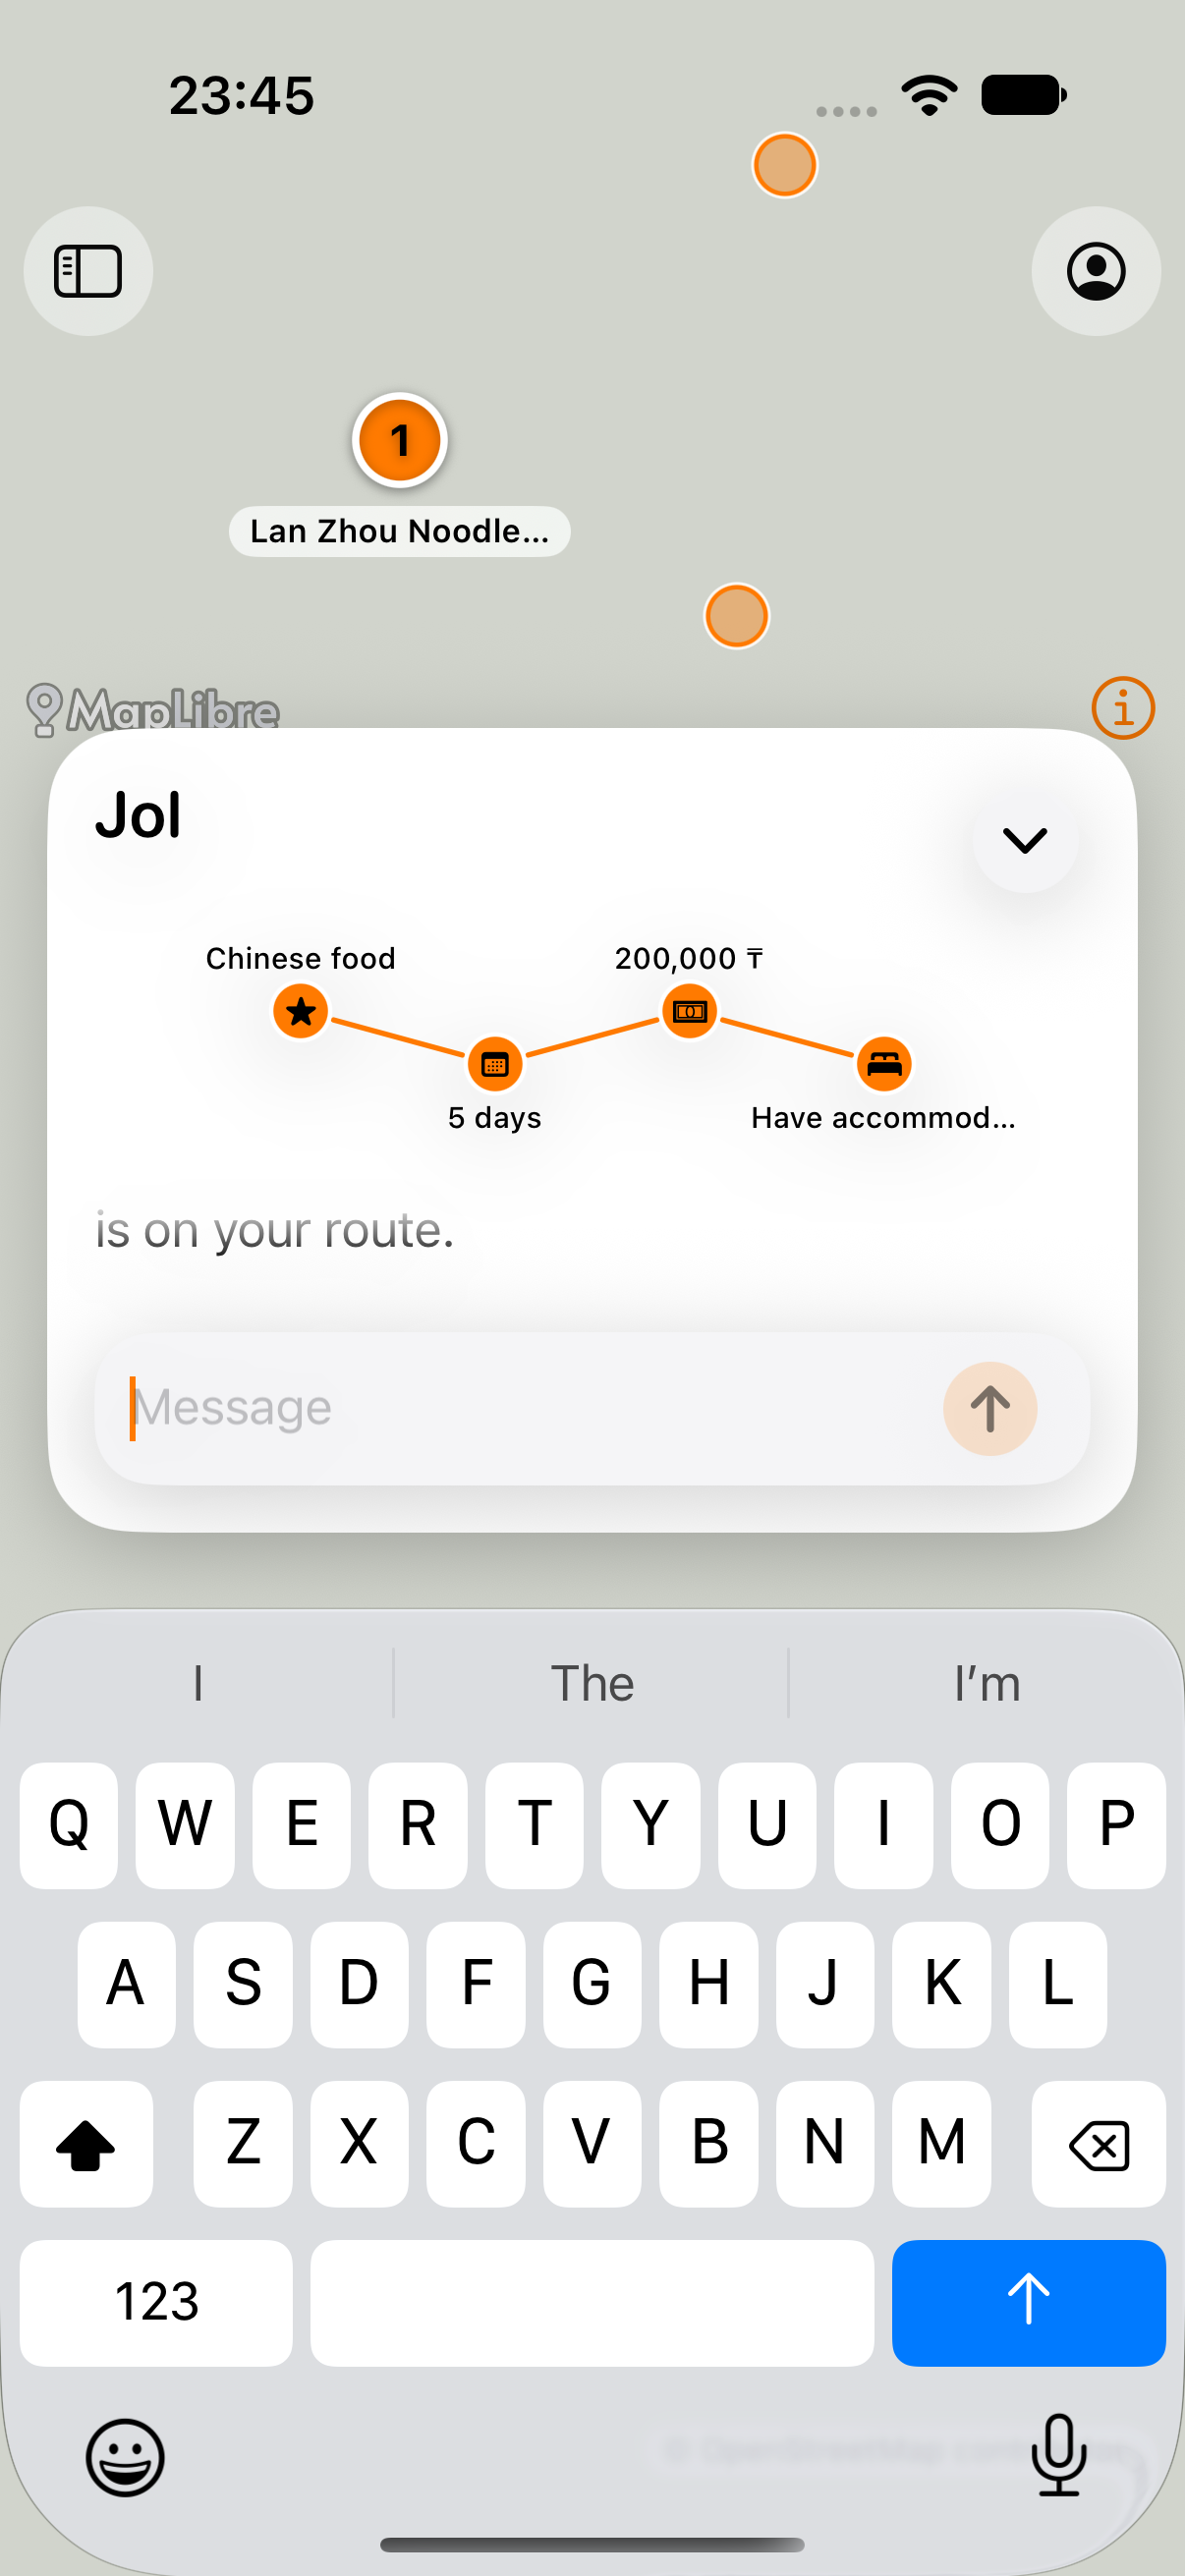 23:45
1
Lan Zhou Noodle...
MapLibre
Jol
Chinese food
200,000 ₸
5 days
Have accommod...
is on your route.
Message
I The I’m
Q W E R T Y U I O P
A S D F G H J K L
Z X C V B N M
123